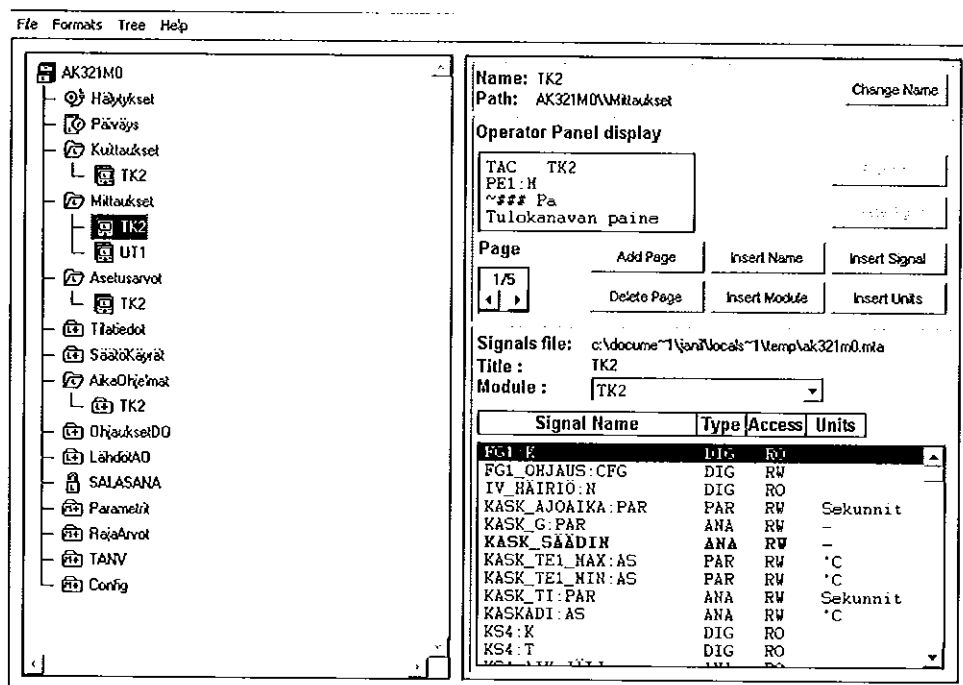 File Formats Tree Help
AK321M0
Hälytykset
Päiväys
Kuittaukset
TK2
Mittaukset
TK2
UT1
Asetusarvot
TK2
Tilatiedot
SäätöKäyrät
AikaOhjelmat
TK2
OhjauksetDO
LähdötAO
SALASANA
Parametrit
RajaArvot
TANV
Config
Name: TK2
Path: AK321M0\\Mittaukset
Change Name
Operator Panel display
TAC TK2
PE1:M
~### Pa
Tulokanavan paine
Page
1/5
Add Page Insert Name Insert Signal
Delete Page Insert Module Insert Units
Signals file: c:\docume~1\janil\locals~1\temp\ak321m0.mta
Title : TK2
Module : TK2
Signal Name Type Access Units
FG1:K DIG RO
FG1_OHJAUS:CFG DIG RW
IV_HÄIRIÖ:N DIG RO
KASK_AJOAIKA:PAR PAR RW Sekunnit
KASK_G:PAR ANA RW –
KASK_SÄÄDIN ANA RW –
KASK_TE1_MAX:AS PAR RW °C
KASK_TE1_MIN:AS PAR RW °C
KASK_TI:PAR ANA RW Sekunnit
KASKADI:AS ANA RW °C
KS4:K DIG RO
KS4:T DIG RO